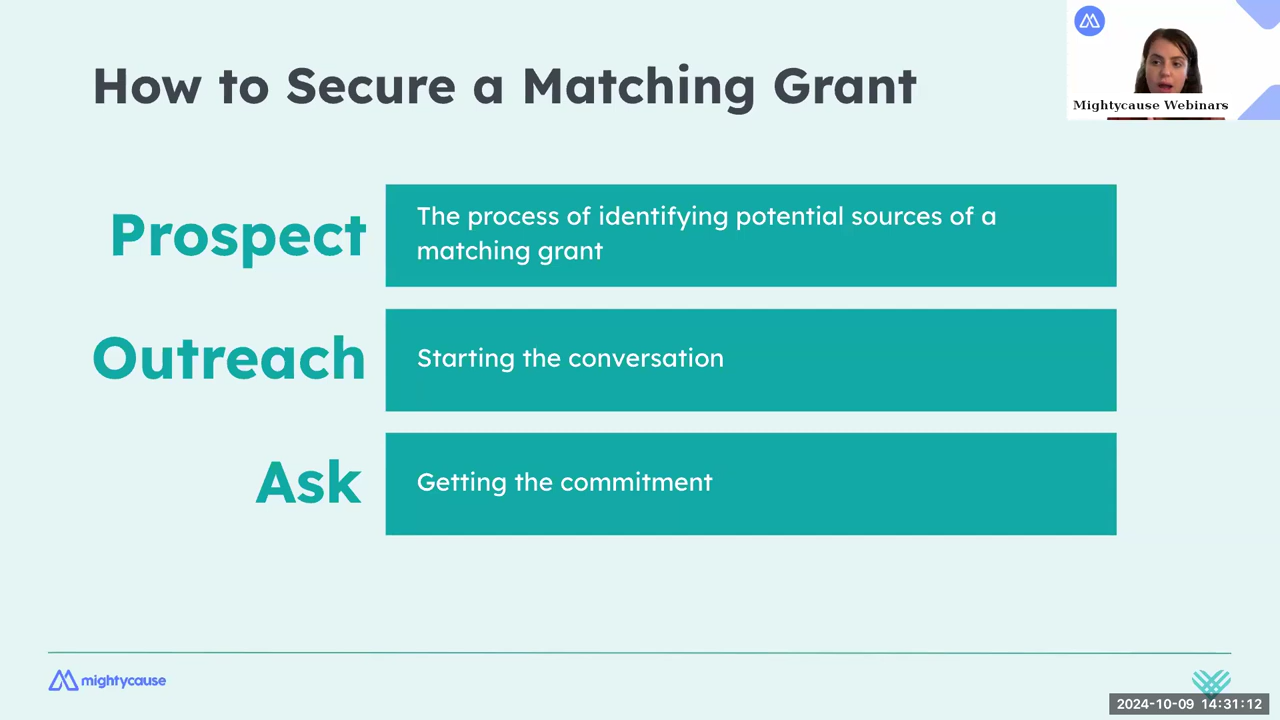 How to Secure a Matching Grant
Mightycause Webinars
Prospect
The process of identifying potential sources of a
matching grant
Outreach
Starting the conversation
Ask
Getting the commitment
mightycause
2024-10-09 14:31:12